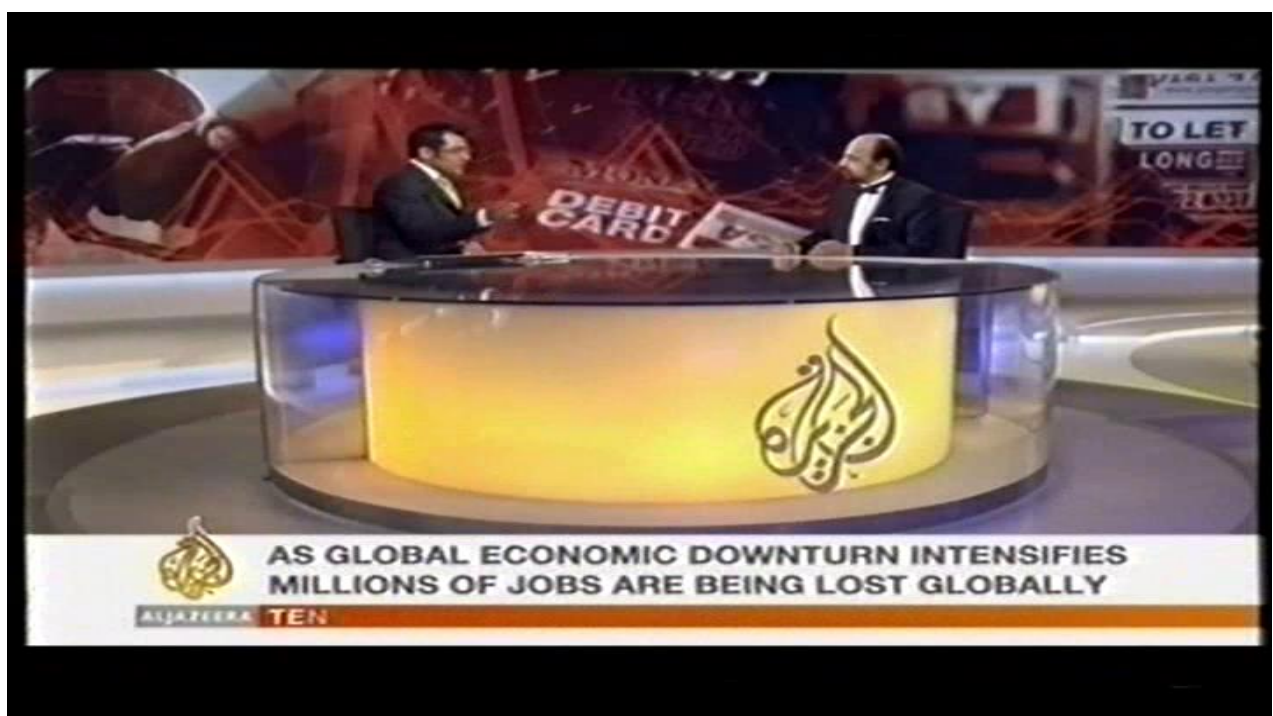 TO LET
LONG
DEBIT
CARD
الجزيرة
AS GLOBAL ECONOMIC DOWNTURN INTENSIFIES
MILLIONS OF JOBS ARE BEING LOST GLOBALLY
ALJAZEERA TEN